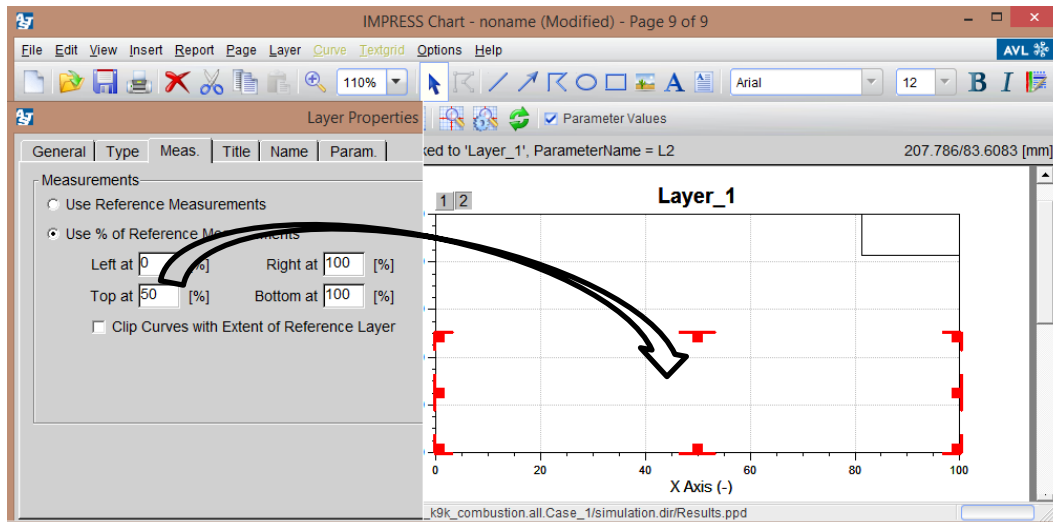 IMPRESS Chart - noname (Modified) - Page 9 of 9
File Edit View Insert Report Page Layer Curve Textgrid Options Help
AVL
110% A Arial 12 B I
Layer Properties
Parameter Values
General Type Meas. Title Name Param.
ked to 'Layer_1', ParameterName = L2 207.786/83.6083 [mm]
Measurements
Use Reference Measurements
Use % of Reference Measurements
Left at 0 [%] Right at 100 [%]
Top at 50 [%] Bottom at 100 [%]
Clip Curves with Extent of Reference Layer
1 2
Layer_1
0 20 40 60 80 100
X Axis (-)
_k9k_combustion.all.Case_1/simulation.dir/Results.ppd